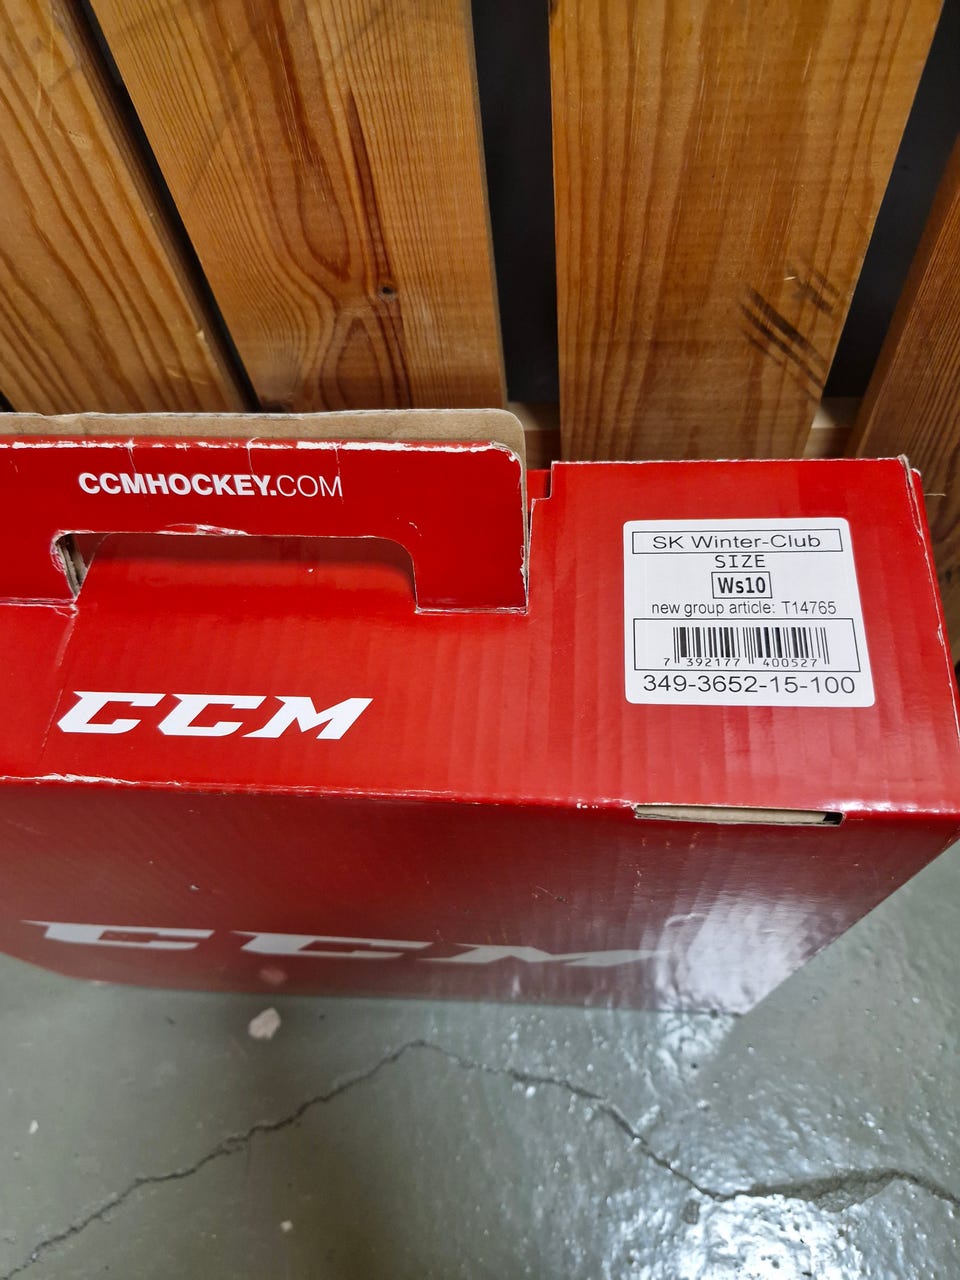 CCMHOCKEY.COM
SK Winter-Club
SIZE
Ws10
new group article: T14765
7 392177 400527
349-3652-15-100
CCM
CCM